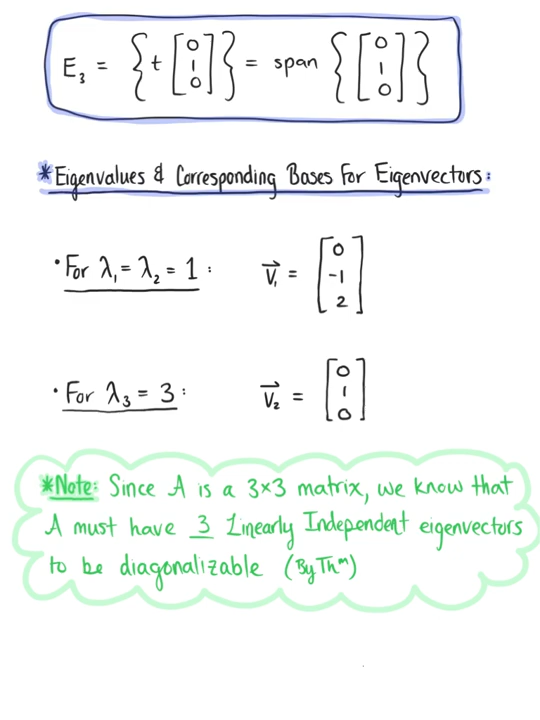 E₃ = { t [0 1 0] } = span { [0 1 0] }
*Eigenvalues & Corresponding Bases For Eigenvectors:
• For λ₁ = λ₂ = 1 : v⃗₁ = [0 -1 2]
• For λ₃ = 3 : v⃗₂ = [0 1 0]
*Note: Since A is a 3×3 matrix, we know that
A must have 3 Linearly Independent eigenvectors
to be diagonalizable (By Thᵐ)